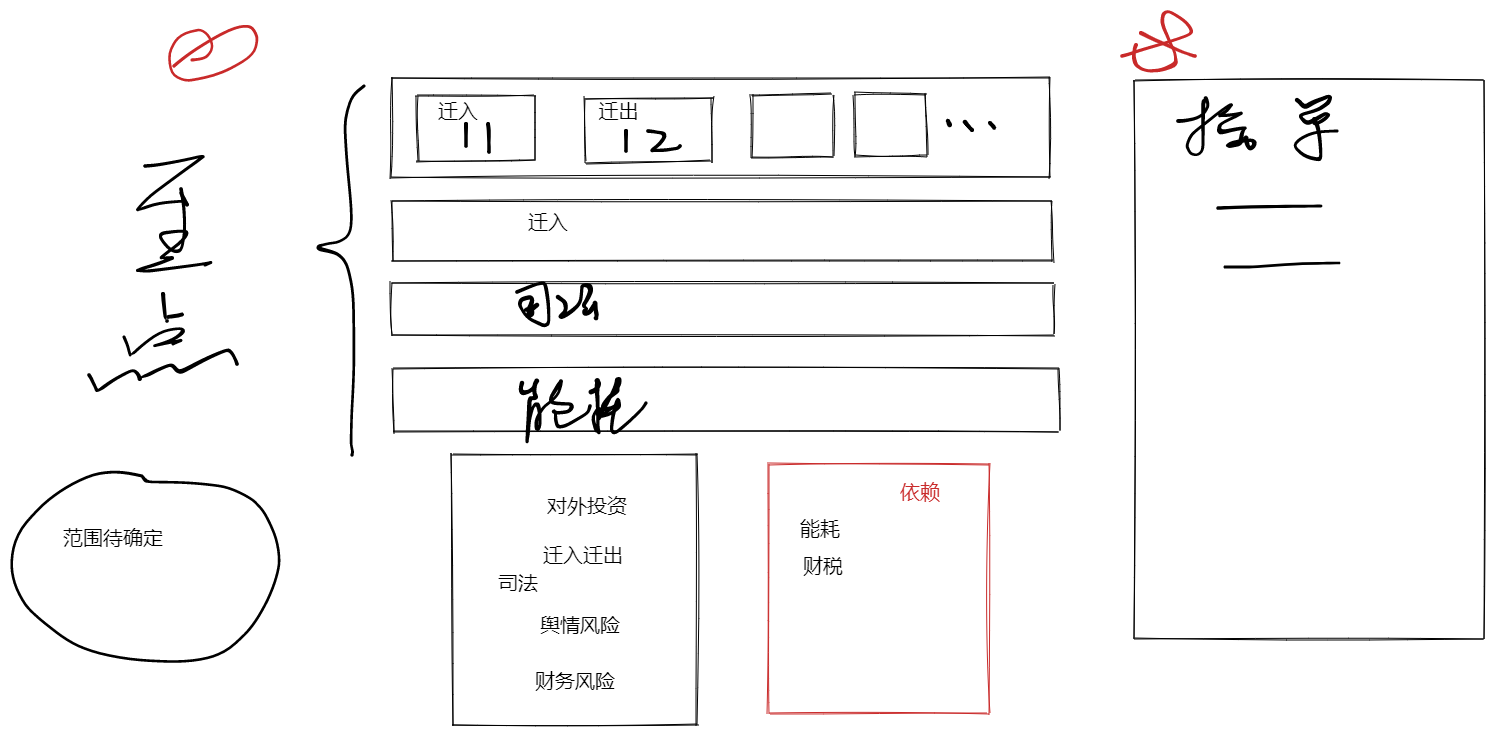 重点
迁入
11
迁出
12
...
迁入
司法
能耗
范围待确定
对外投资
迁入迁出
司法
舆情风险
财务风险
依赖
能耗
财税